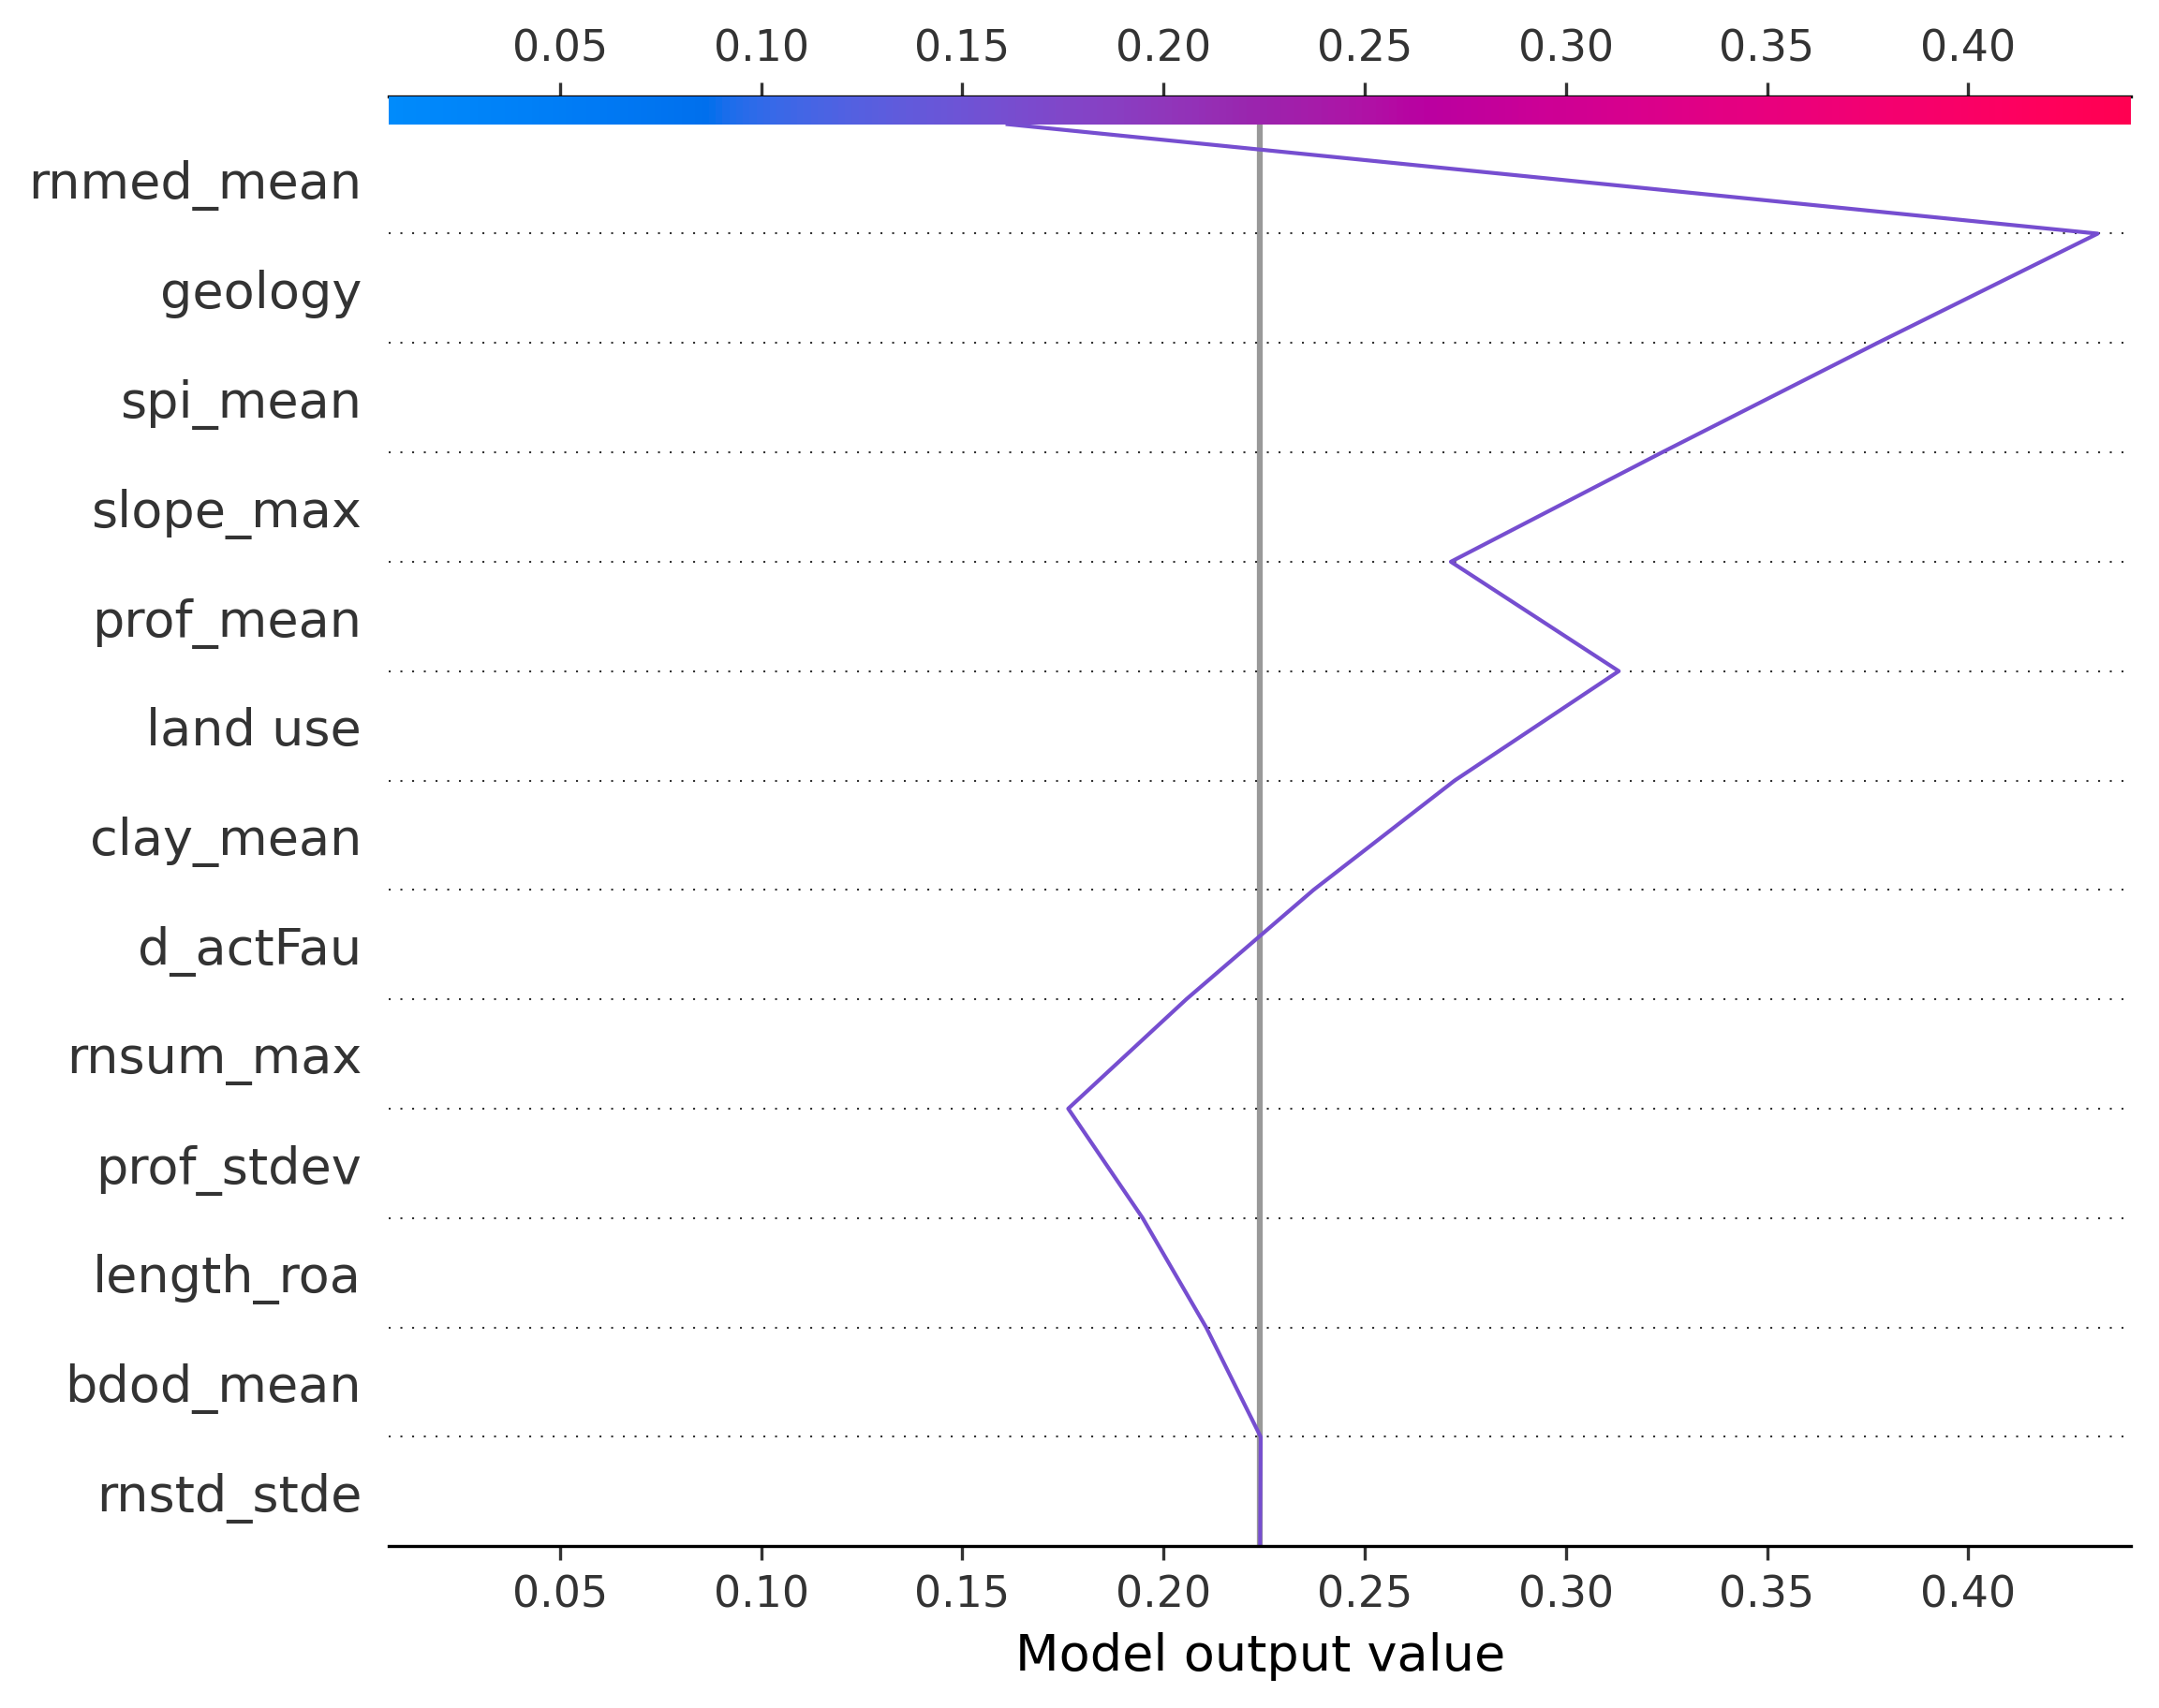 0.05 0.10 0.15 0.20 0.25 0.30 0.35 0.40
rnmed_mean
geology
spi_mean
slope_max
prof_mean
land use
clay_mean
d_actFau
rnsum_max
prof_stdev
length_roa
bdod_mean
rnstd_stde
0.05 0.10 0.15 0.20 0.25 0.30 0.35 0.40
Model output value